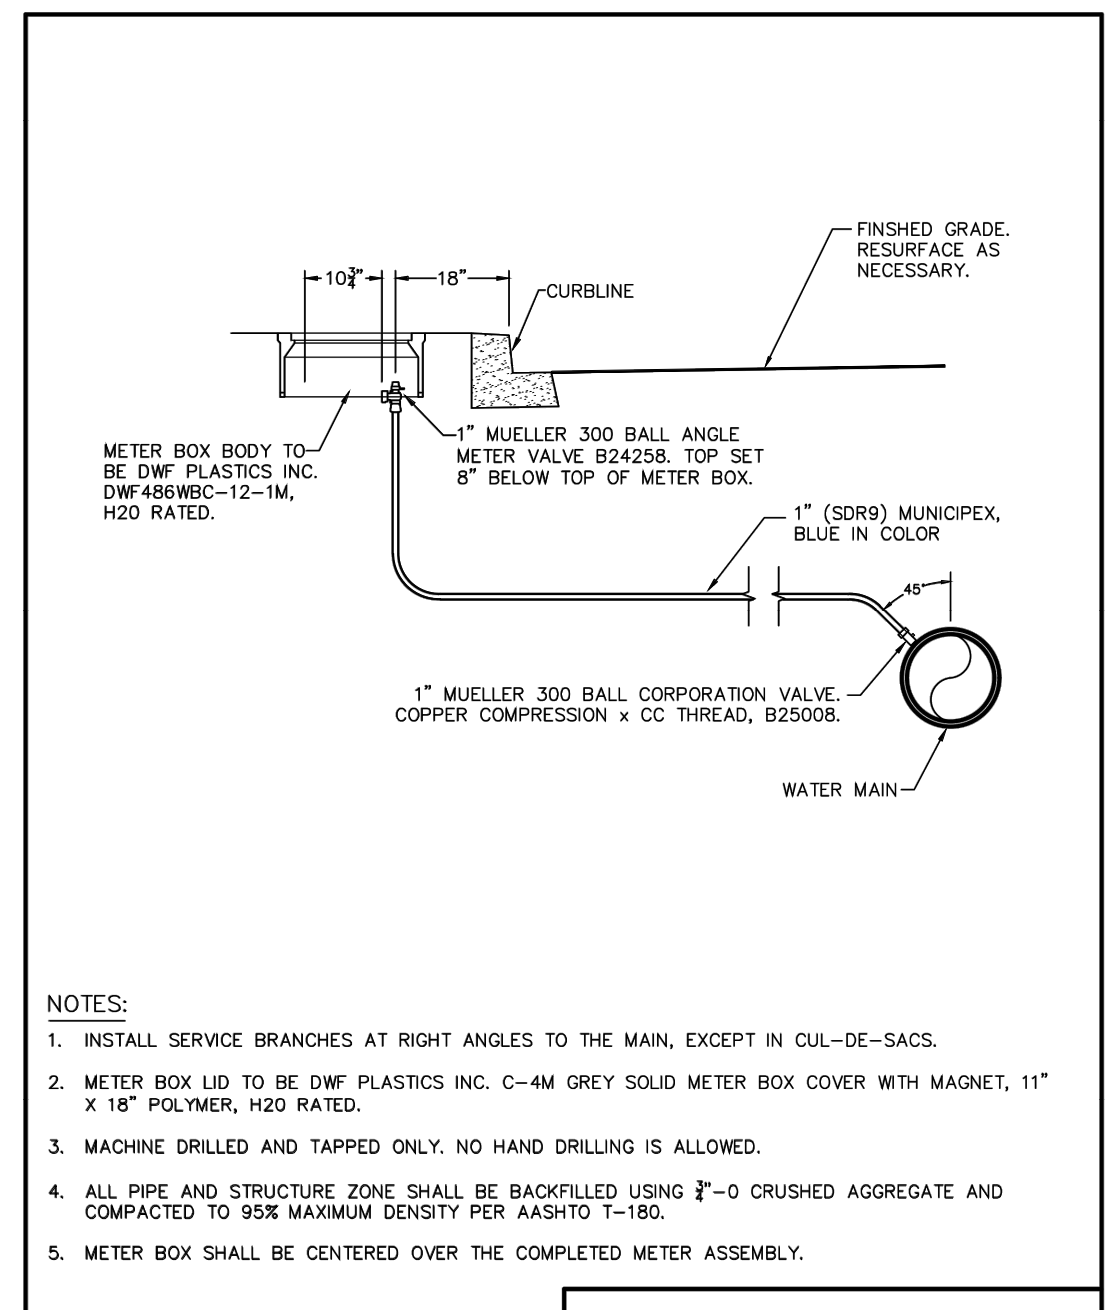 FINSHED GRADE.
RESURFACE AS
NECESSARY.
10¾"
18"
CURBLINE
METER BOX BODY TO
BE DWF PLASTICS INC.
DWF486WBC-12-1M,
H20 RATED.
1" MUELLER 300 BALL ANGLE
METER VALVE B24258. TOP SET
8" BELOW TOP OF METER BOX.
1" (SDR9) MUNICIPEX,
BLUE IN COLOR
45°
1" MUELLER 300 BALL CORPORATION VALVE.
COPPER COMPRESSION x CC THREAD, B25008.
WATER MAIN
NOTES:
1. INSTALL SERVICE BRANCHES AT RIGHT ANGLES TO THE MAIN, EXCEPT IN CUL-DE-SACS.
2. METER BOX LID TO BE DWF PLASTICS INC. C-4M GREY SOLID METER BOX COVER WITH MAGNET, 11"
X 18" POLYMER, H20 RATED.
3. MACHINE DRILLED AND TAPPED ONLY. NO HAND DRILLING IS ALLOWED.
4. ALL PIPE AND STRUCTURE ZONE SHALL BE BACKFILLED USING ¾"-0 CRUSHED AGGREGATE AND
COMPACTED TO 95% MAXIMUM DENSITY PER AASHTO T-180.
5. METER BOX SHALL BE CENTERED OVER THE COMPLETED METER ASSEMBLY.